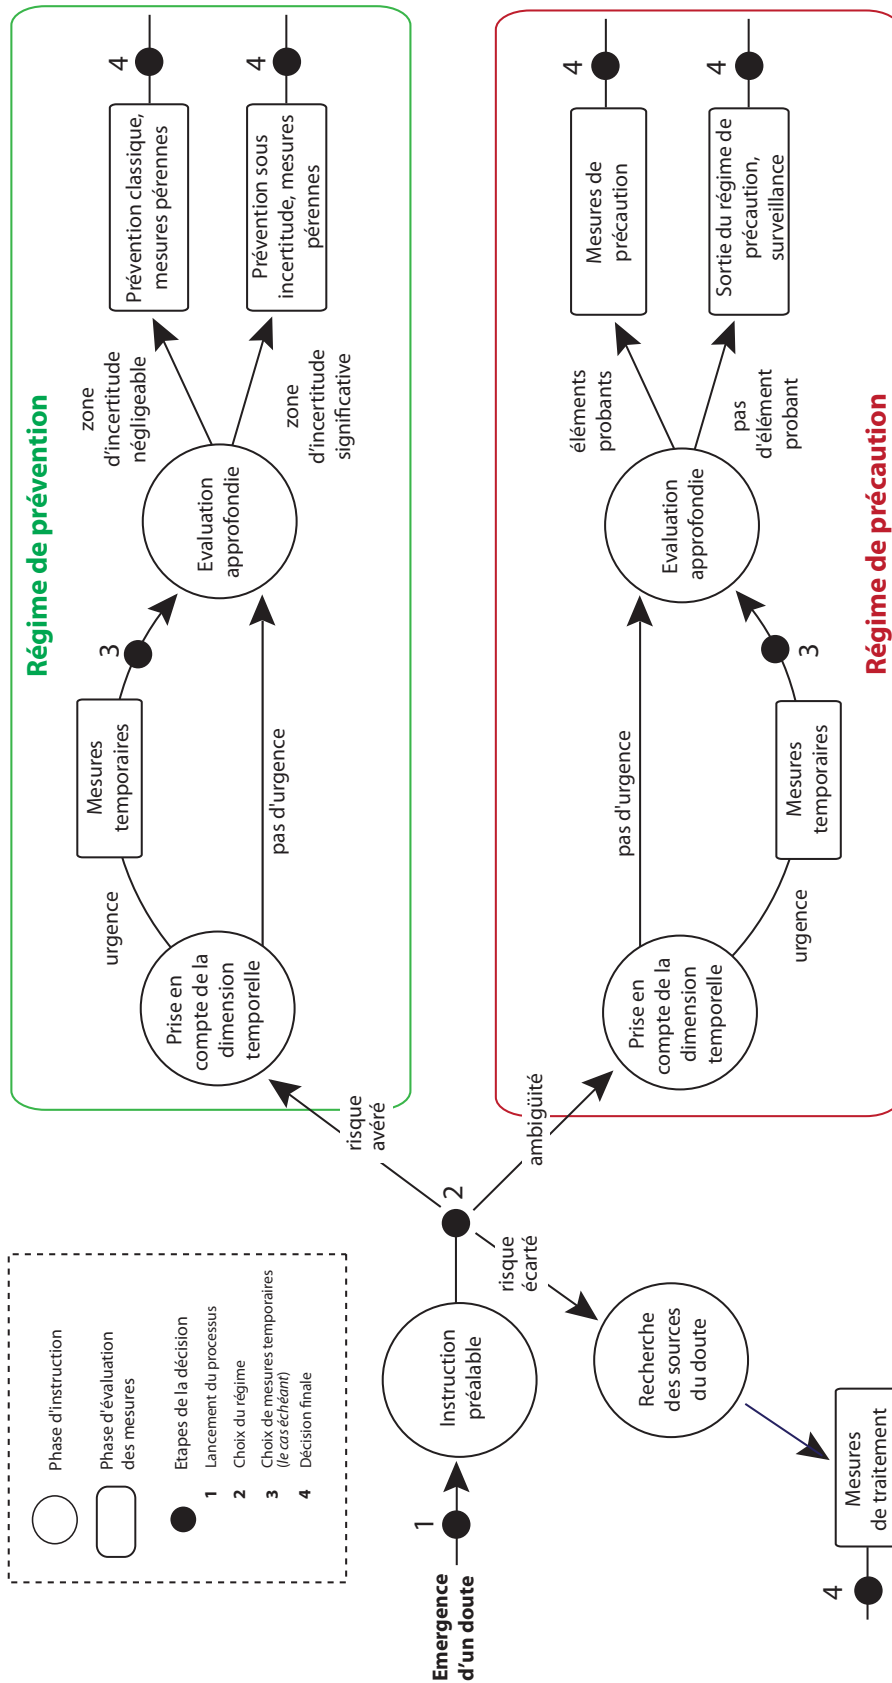 Phase d'instruction
Phase d'évaluation
des mesures
Etapes de la décision
1 Lancement du processus
2 Choix du régime
3 Choix de mesures temporaires
(le cas échéant)
4 Décision finale
Emergence
d'un doute
1
Instruction
préalable
2
risque
avéré
ambigüité
risque
écarté
Recherche
des sources
du doute
Mesures
de traitement
4
Régime de prévention
Prise en
compte de la
dimension
temporelle
urgence
Mesures
temporaires
3
pas d'urgence
Evaluation
approfondie
zone
d'incertitude
négligeable
Prévention classique,
mesures pérennes
4
zone
d'incertitude
significative
Prévention sous
incertitude, mesures
pérennes
4
Régime de précaution
Prise en
compte de la
dimension
temporelle
pas d'urgence
urgence
Mesures
temporaires
3
Evaluation
approfondie
éléments
probants
Mesures de
précaution
4
pas
d'élément
probant
Sortie du régime de
précaution,
surveillance
4